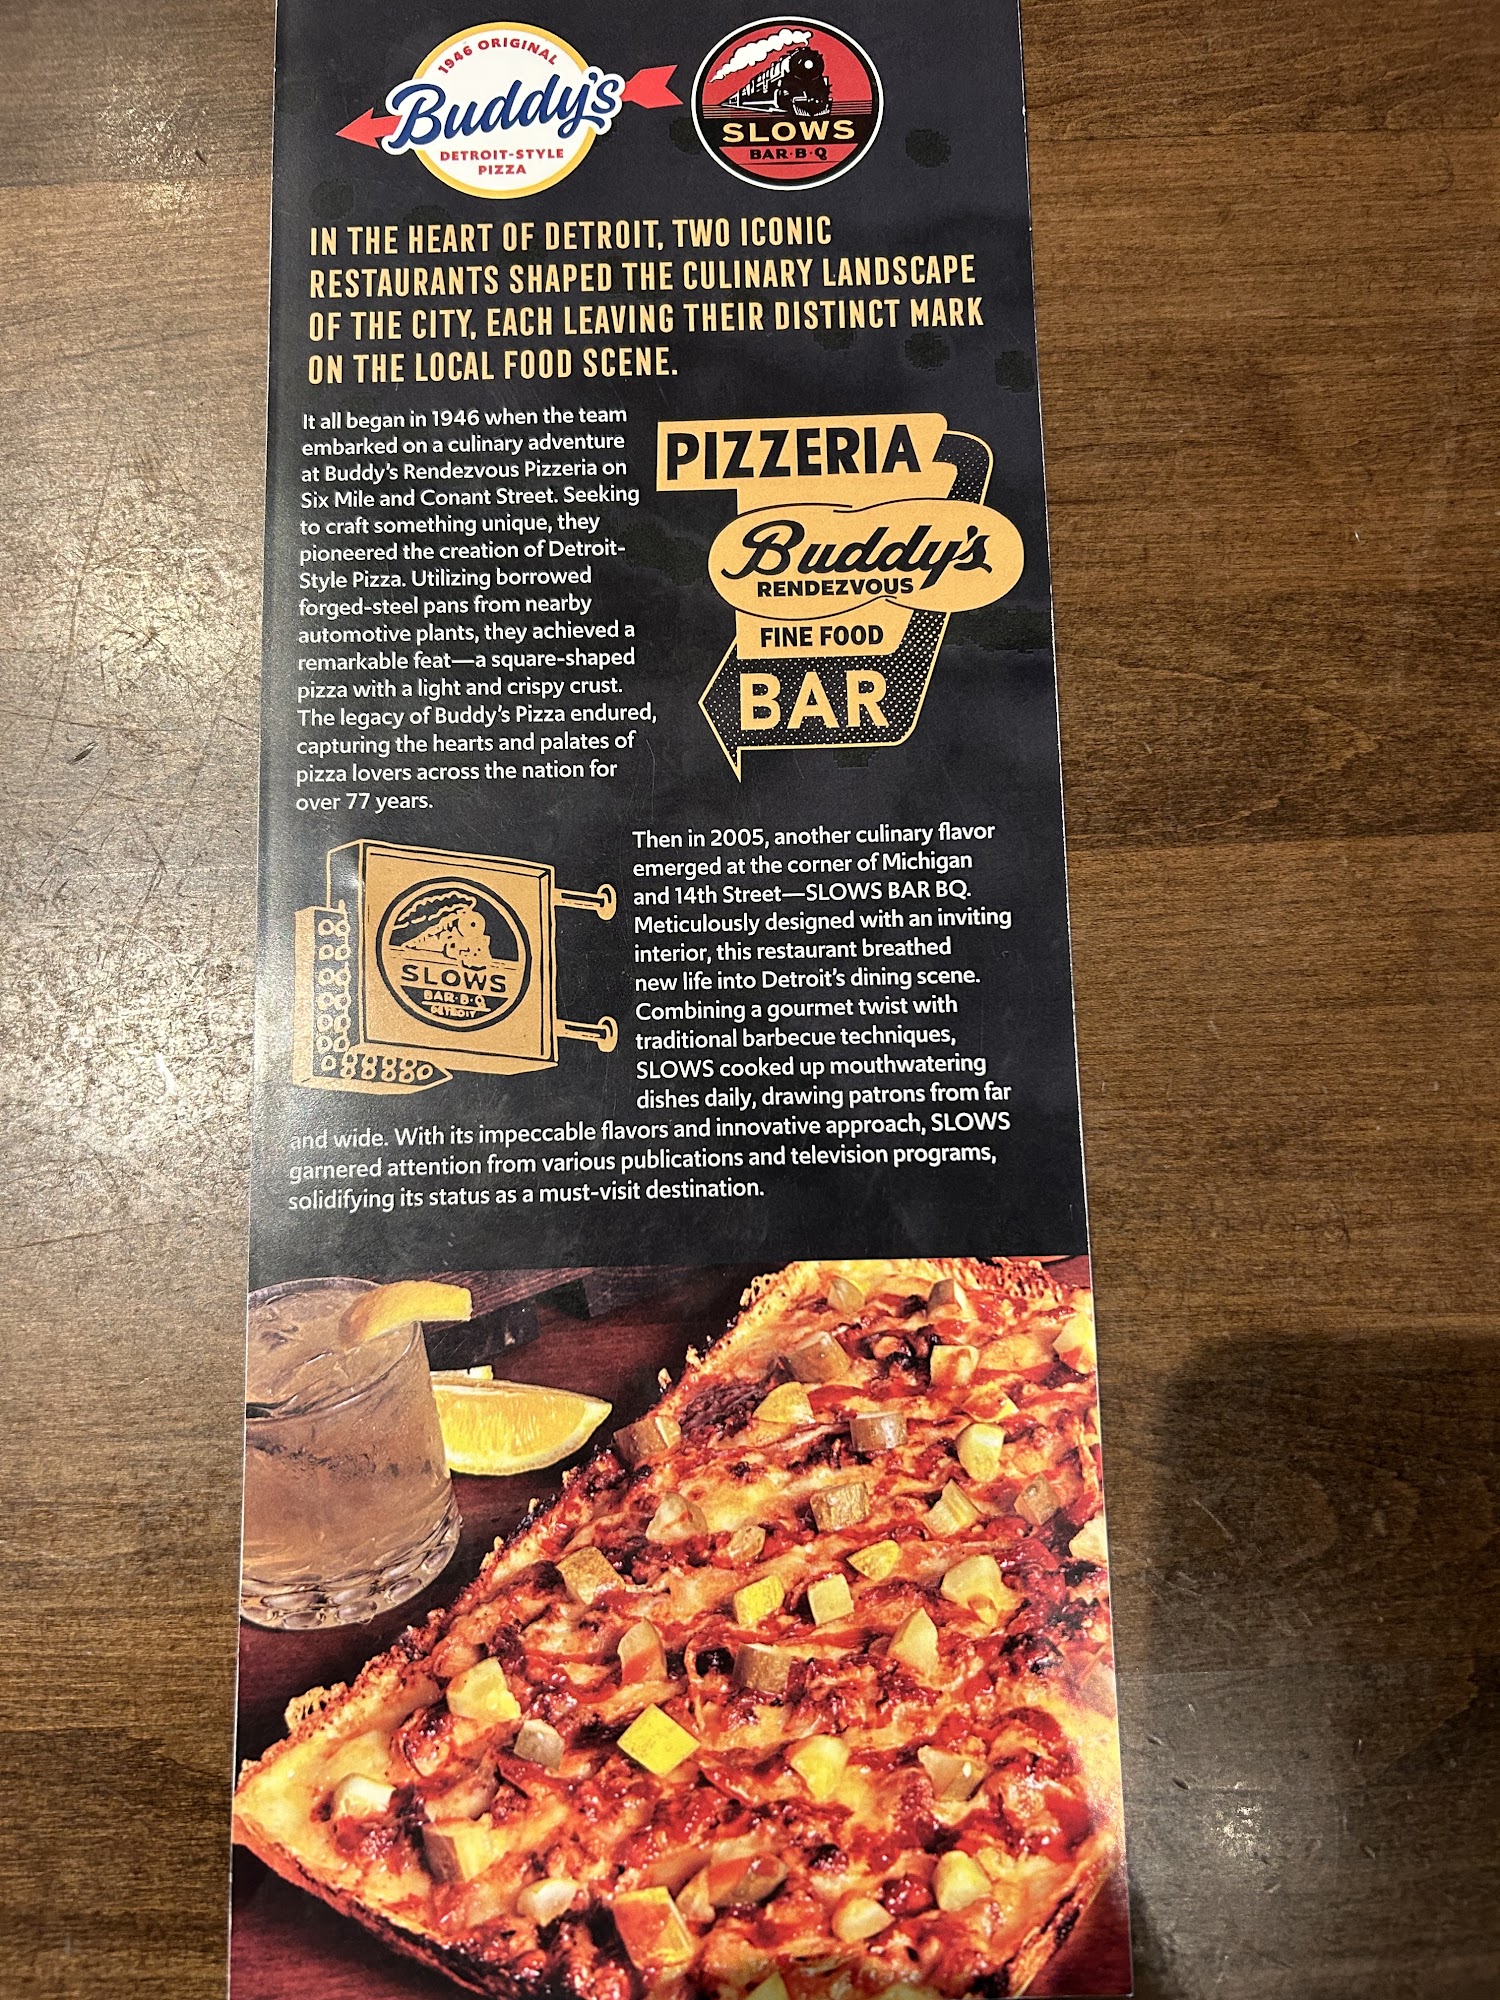 1946 ORIGINAL
Buddy's
DETROIT-STYLE
PIZZA
SLOWS
BAR·B·Q
IN THE HEART OF DETROIT, TWO ICONIC
RESTAURANTS SHAPED THE CULINARY LANDSCAPE
OF THE CITY, EACH LEAVING THEIR DISTINCT MARK
ON THE LOCAL FOOD SCENE.
It all began in 1946 when the team
embarked on a culinary adventure
at Buddy's Rendezvous Pizzeria on
Six Mile and Conant Street. Seeking
to craft something unique, they
pioneered the creation of Detroit-
Style Pizza. Utilizing borrowed
forged-steel pans from nearby
automotive plants, they achieved a
remarkable feat—a square-shaped
pizza with a light and crispy crust.
The legacy of Buddy's Pizza endured,
capturing the hearts and palates of
pizza lovers across the nation for
over 77 years.
PIZZERIA
Buddy's
RENDEZVOUS
FINE FOOD
BAR
Then in 2005, another culinary flavor
emerged at the corner of Michigan
and 14th Street—SLOWS BAR BQ.
Meticulously designed with an inviting
interior, this restaurant breathed
new life into Detroit's dining scene.
Combining a gourmet twist with
traditional barbecue techniques,
SLOWS cooked up mouthwatering
dishes daily, drawing patrons from far
and wide. With its impeccable flavors and innovative approach, SLOWS
garnered attention from various publications and television programs,
solidifying its status as a must-visit destination.
SLOWS
BAR·B·Q
DETROIT